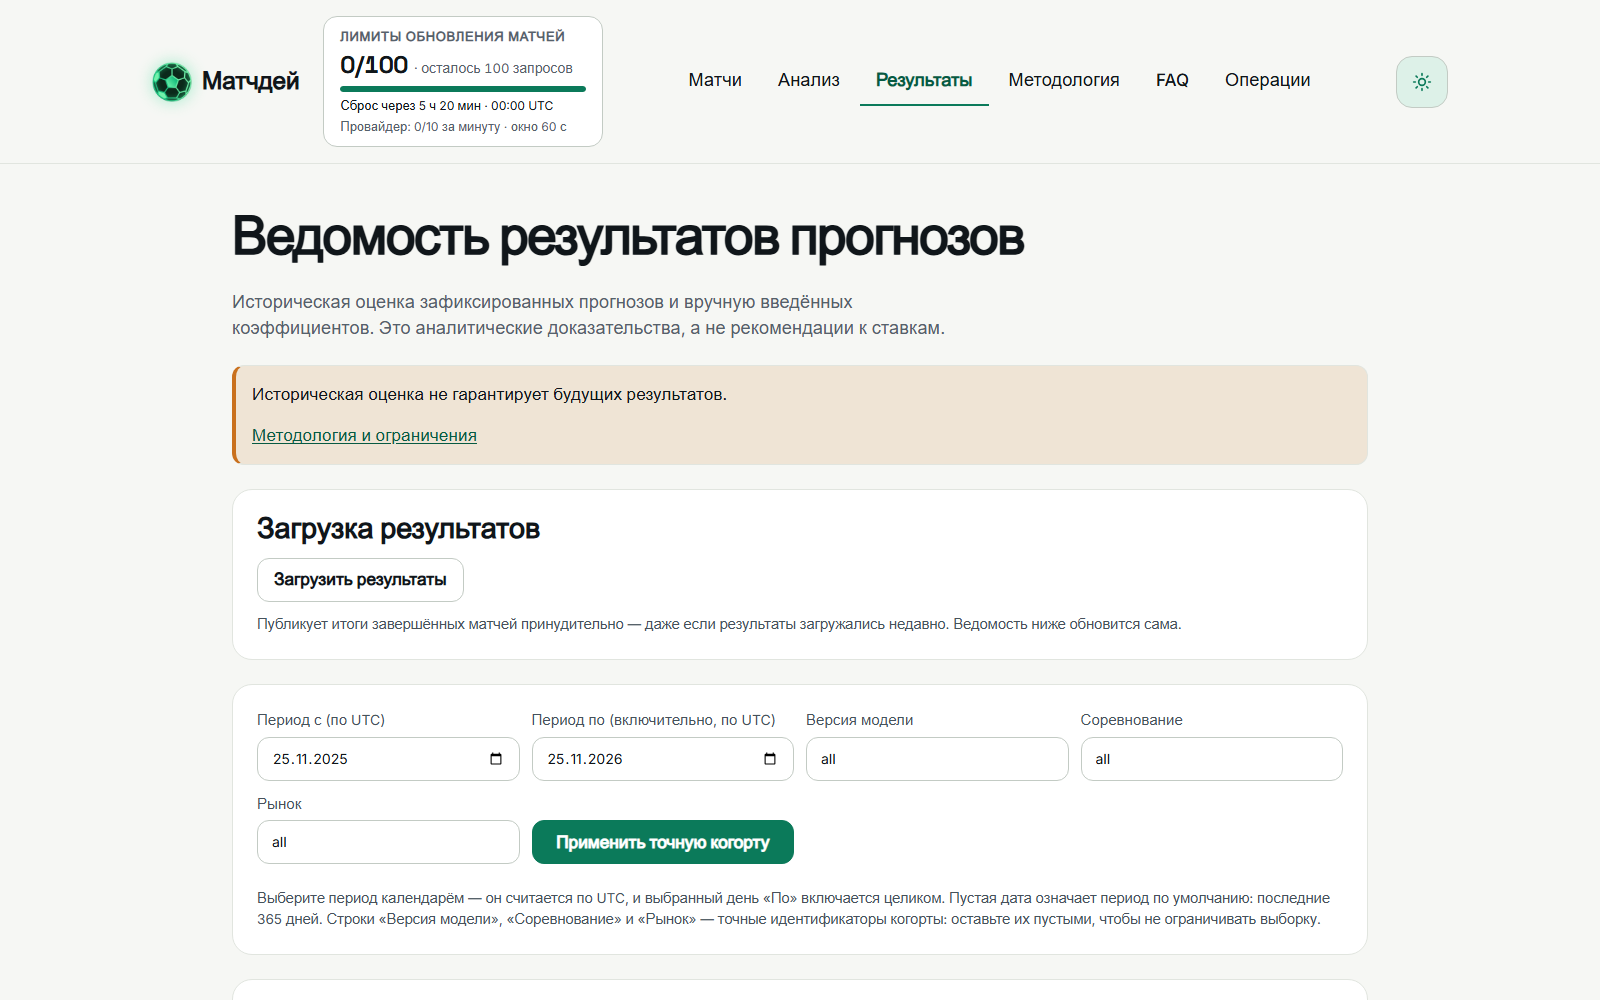 Матчдей
ЛИМИТЫ ОБНОВЛЕНИЯ МАТЧЕЙ
0/100 · осталось 100 запросов
Сброс через 5 ч 20 мин · 00:00 UTC
Провайдер: 0/10 за минуту · окно 60 с
Матчи
Анализ
Результаты
Методология
FAQ
Операции
Ведомость результатов прогнозов
Историческая оценка зафиксированных прогнозов и вручную введённых
коэффициентов. Это аналитические доказательства, а не рекомендации к ставкам.
Историческая оценка не гарантирует будущих результатов.
Методология и ограничения
Загрузка результатов
Загрузить результаты
Публикует итоги завершённых матчей принудительно — даже если результаты загружались недавно. Ведомость ниже обновится сама.
Период с (по UTC)
Период по (включительно, по UTC)
Версия модели
Соревнование
25.11.2025
25.11.2026
all
all
Рынок
all
Применить точную когорту
Выберите период календарём — он считается по UTC, и выбранный день «По» включается целиком. Пустая дата означает период по умолчанию: последние
365 дней. Строки «Версия модели», «Соревнование» и «Рынок» — точные идентификаторы когорты: оставьте их пустыми, чтобы не ограничивать выборку.